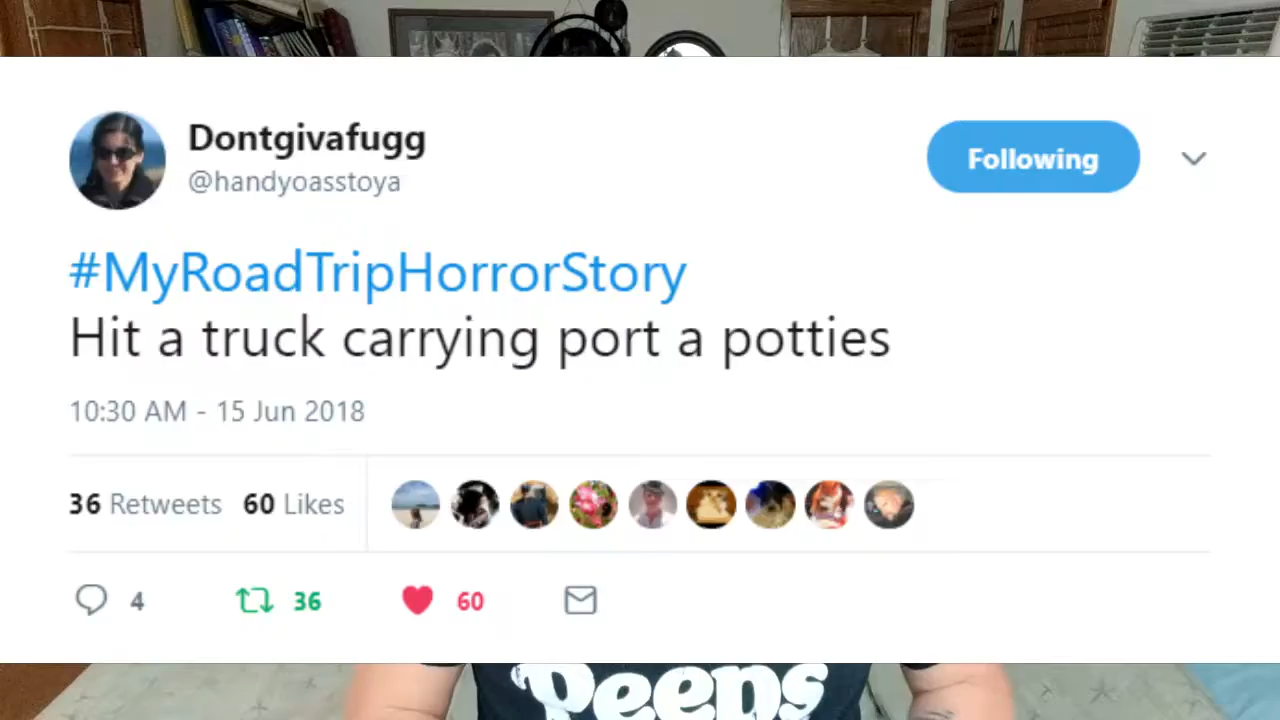 Dontgivafugg
@handyoasstoya
Following
#MyRoadTripHorrorStory
Hit a truck carrying port a potties
10:30 AM - 15 Jun 2018
36 Retweets 60 Likes
4 36 60
Peeps